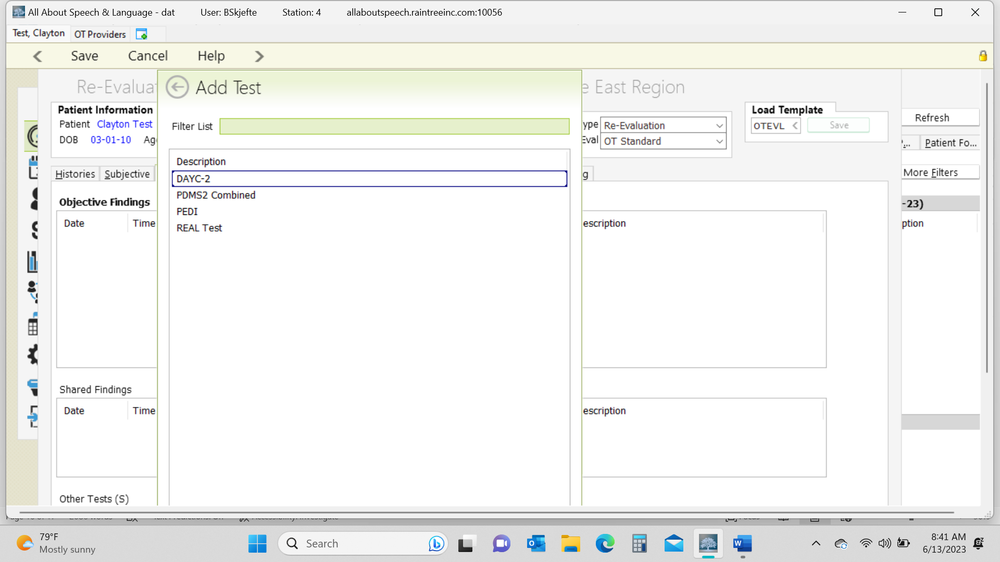 All About Speech & Language - dat User: BSkjefte Station: 4 allaboutspeech.raintreeinc.com:10056
Test, Clayton OT Providers
Save Cancel Help
Re-Evaluat
Add Test
e East Region
Patient Information
Patient Clayton Test
DOB 03-01-10 Age
Filter List
ype Re-Evaluation
Eval OT Standard
Load Template
OTEVL < Save
Refresh
P... Patient Fo...
More Filters
Histories Subjective
g
Description
DAYC-2
PDMS2 Combined
PEDI
REAL Test
Objective Findings
Date Time
escription
-23)
ption
Shared Findings
Date Time
escription
Other Tests (S)
79°F
Mostly sunny
Search
8:41 AM
6/13/2023